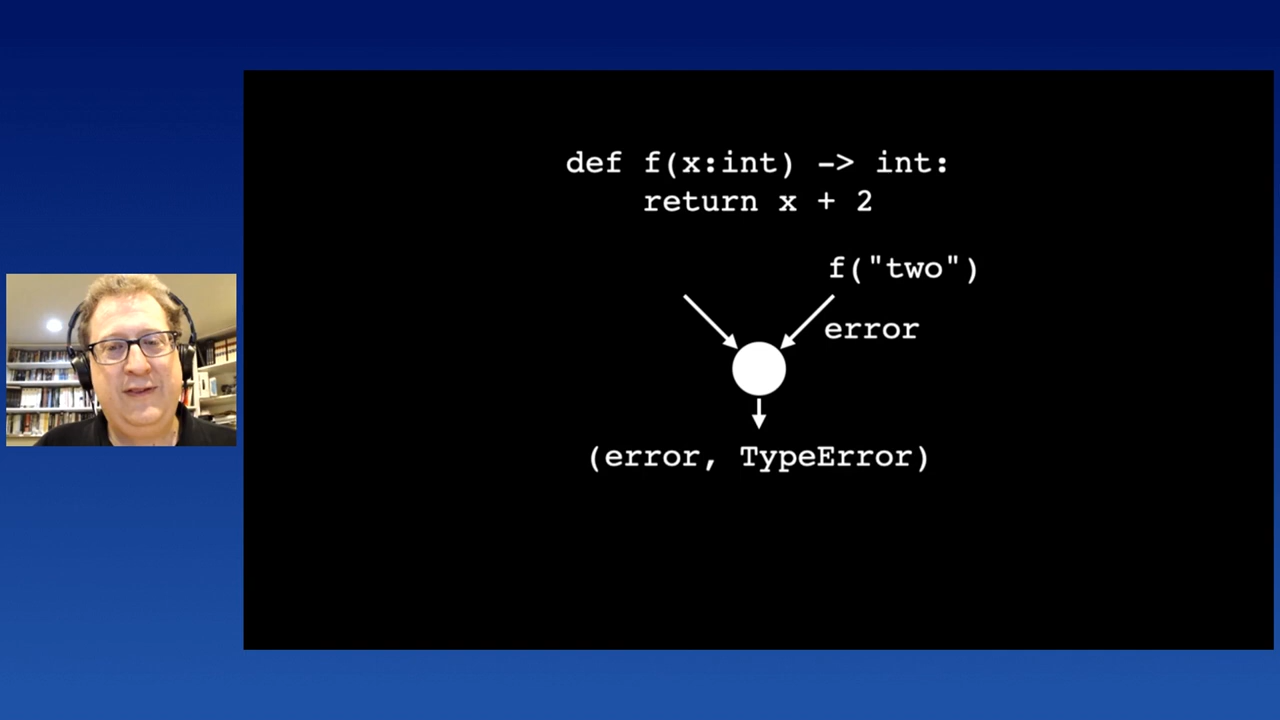 def f(x:int) -> int:
return x + 2
f("two")
error
(error, TypeError)